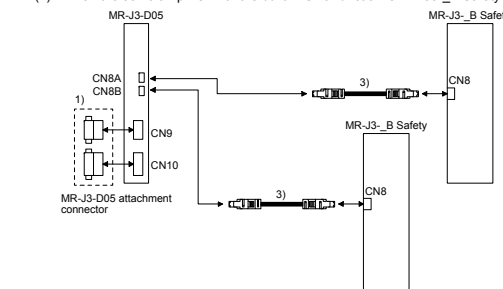 MR-J3-D05
MR-J3-_B Safet
CN8A
CN8B
1)
3)
CN8
CN9
CN10
MR-J3-_B Safety
CN8
MR-J3-D05 attachment
connector
3)